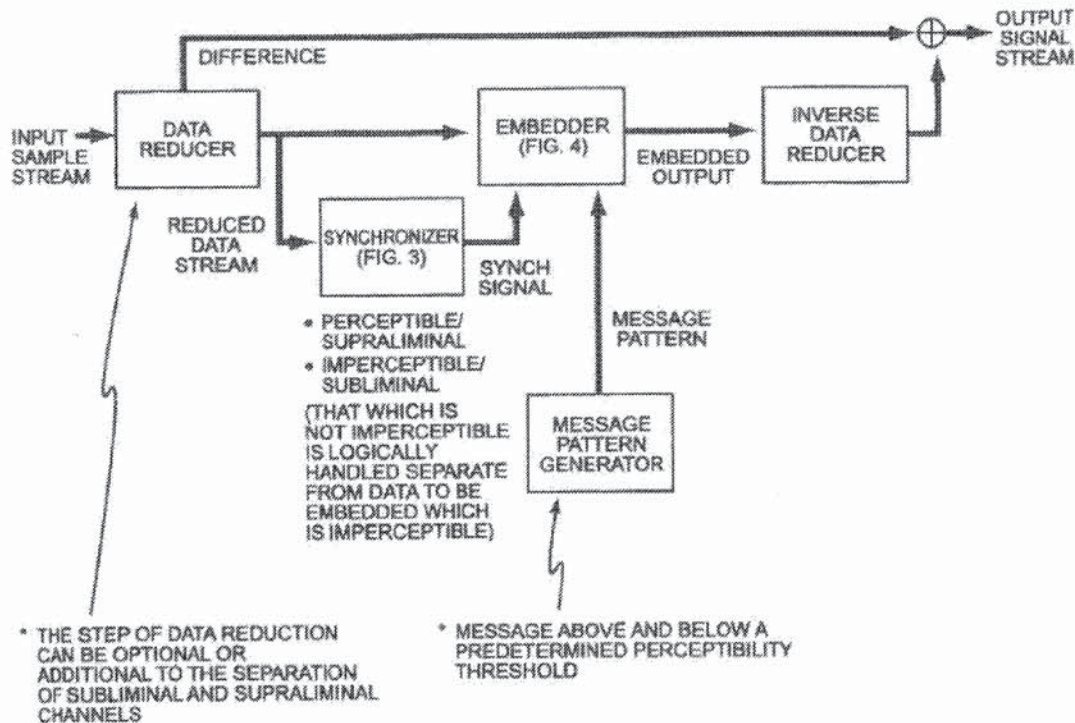 OUTPUT
SIGNAL
STREAM
DIFFERENCE
INPUT
SAMPLE
STREAM
DATA
REDUCER
EMBEDDER
(FIG. 4)
EMBEDDED
OUTPUT
INVERSE
DATA
REDUCER
REDUCED
DATA
STREAM
SYNCHRONIZER
(FIG. 3)
SYNCH
SIGNAL
• PERCEPTIBLE/
SUPRALIMINAL
• IMPERCEPTIBLE/
SUBLIMINAL
(THAT WHICH IS
NOT IMPERCEPTIBLE
IS LOGICALLY
HANDLED SEPARATE
FROM DATA TO BE
EMBEDDED WHICH
IS IMPERCEPTIBLE)
MESSAGE
PATTERN
MESSAGE
PATTERN
GENERATOR
* THE STEP OF DATA REDUCTION
CAN BE OPTIONAL OR
ADDITIONAL TO THE SEPARATION
OF SUBLIMINAL AND SUPRALIMINAL
CHANNELS
* MESSAGE ABOVE AND BELOW A
PREDETERMINED PERCEPTIBILITY
THRESHOLD